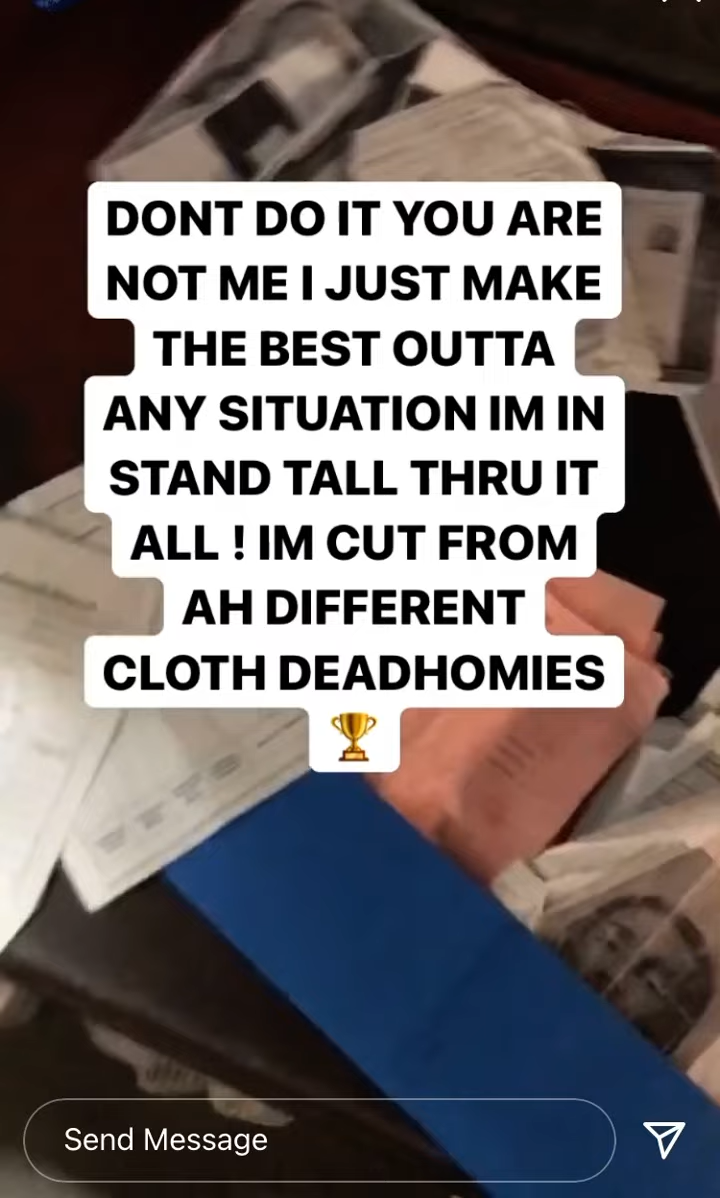 DONT DO IT YOU ARE
NOT ME I JUST MAKE
THE BEST OUTTA
ANY SITUATION IM IN
STAND TALL THRU IT
ALL ! IM CUT FROM
AH DIFFERENT
CLOTH DEADHOMIES
🏆
Send Message